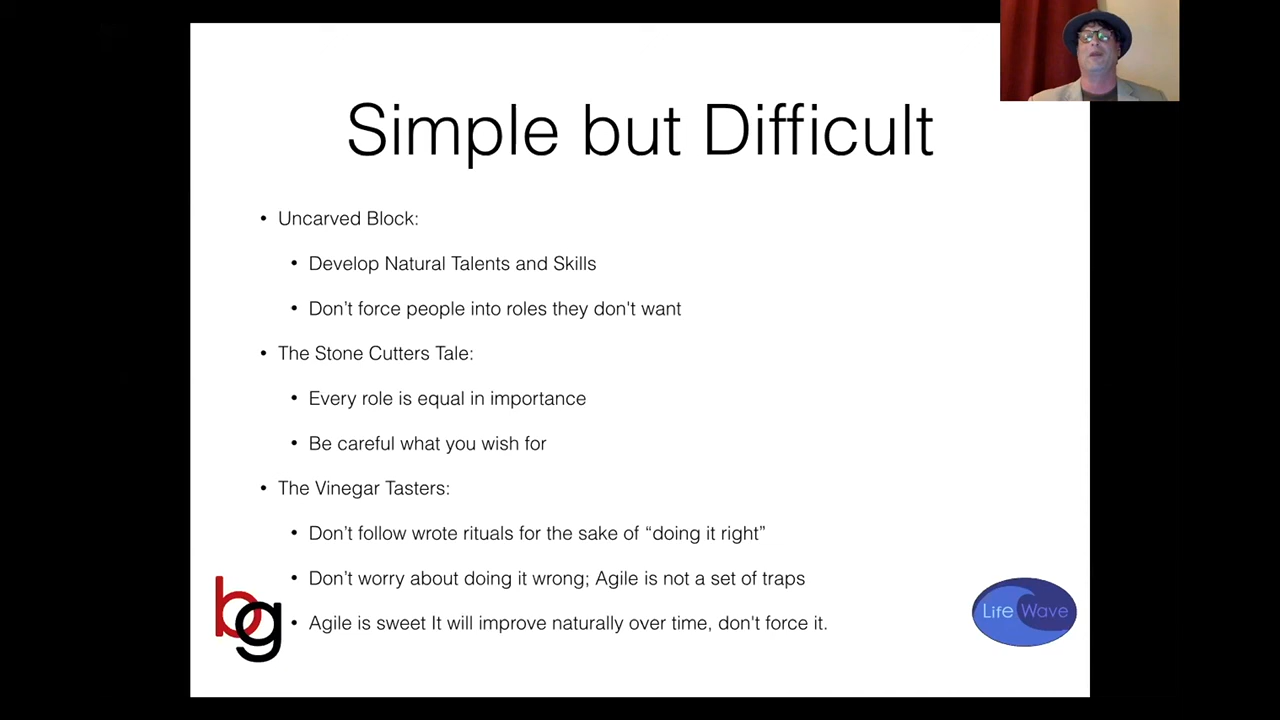 Simple but Difficult
• Uncarved Block:
• Develop Natural Talents and Skills
• Don’t force people into roles they don't want
• The Stone Cutters Tale:
• Every role is equal in importance
• Be careful what you wish for
• The Vinegar Tasters:
• Don’t follow wrote rituals for the sake of “doing it right”
• Don’t worry about doing it wrong; Agile is not a set of traps
• Agile is sweet It will improve naturally over time, don't force it.
bg
Life Wave